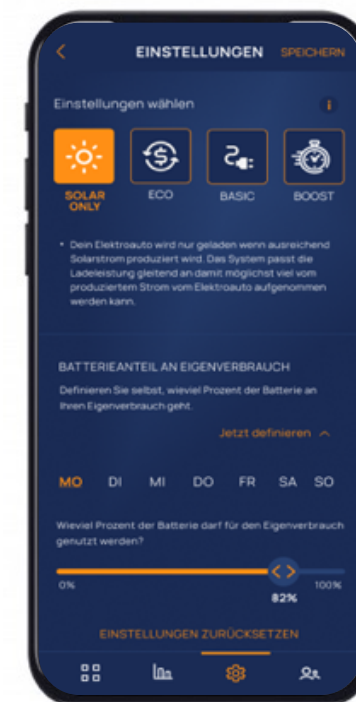 EINSTELLUNGEN SPEICHERN
Einstellungen wählen i
SOLAR
ONLY
ECO
BASIC
BOOST
• Dein Elektroauto wird nur geladen wenn ausreichend
Solarstrom produziert wird. Das System passt die
Ladeleistung gleitend an damit möglichst viel vom
produziertem Strom vom Elektroauto aufgenommen
werden kann.
BATTERIEANTEIL AN EIGENVERBRAUCH
Definieren Sie selbst, wieviel Prozent der Batterie an
Ihren Eigenverbrauch geht.
Jetzt definieren
MO DI MI DO FR SA SO
Wieviel Prozent der Batterie darf für den Eigenverbrauch
genutzt werden?
0% 100%
82%
EINSTELLUNGEN ZURÜCKSETZEN